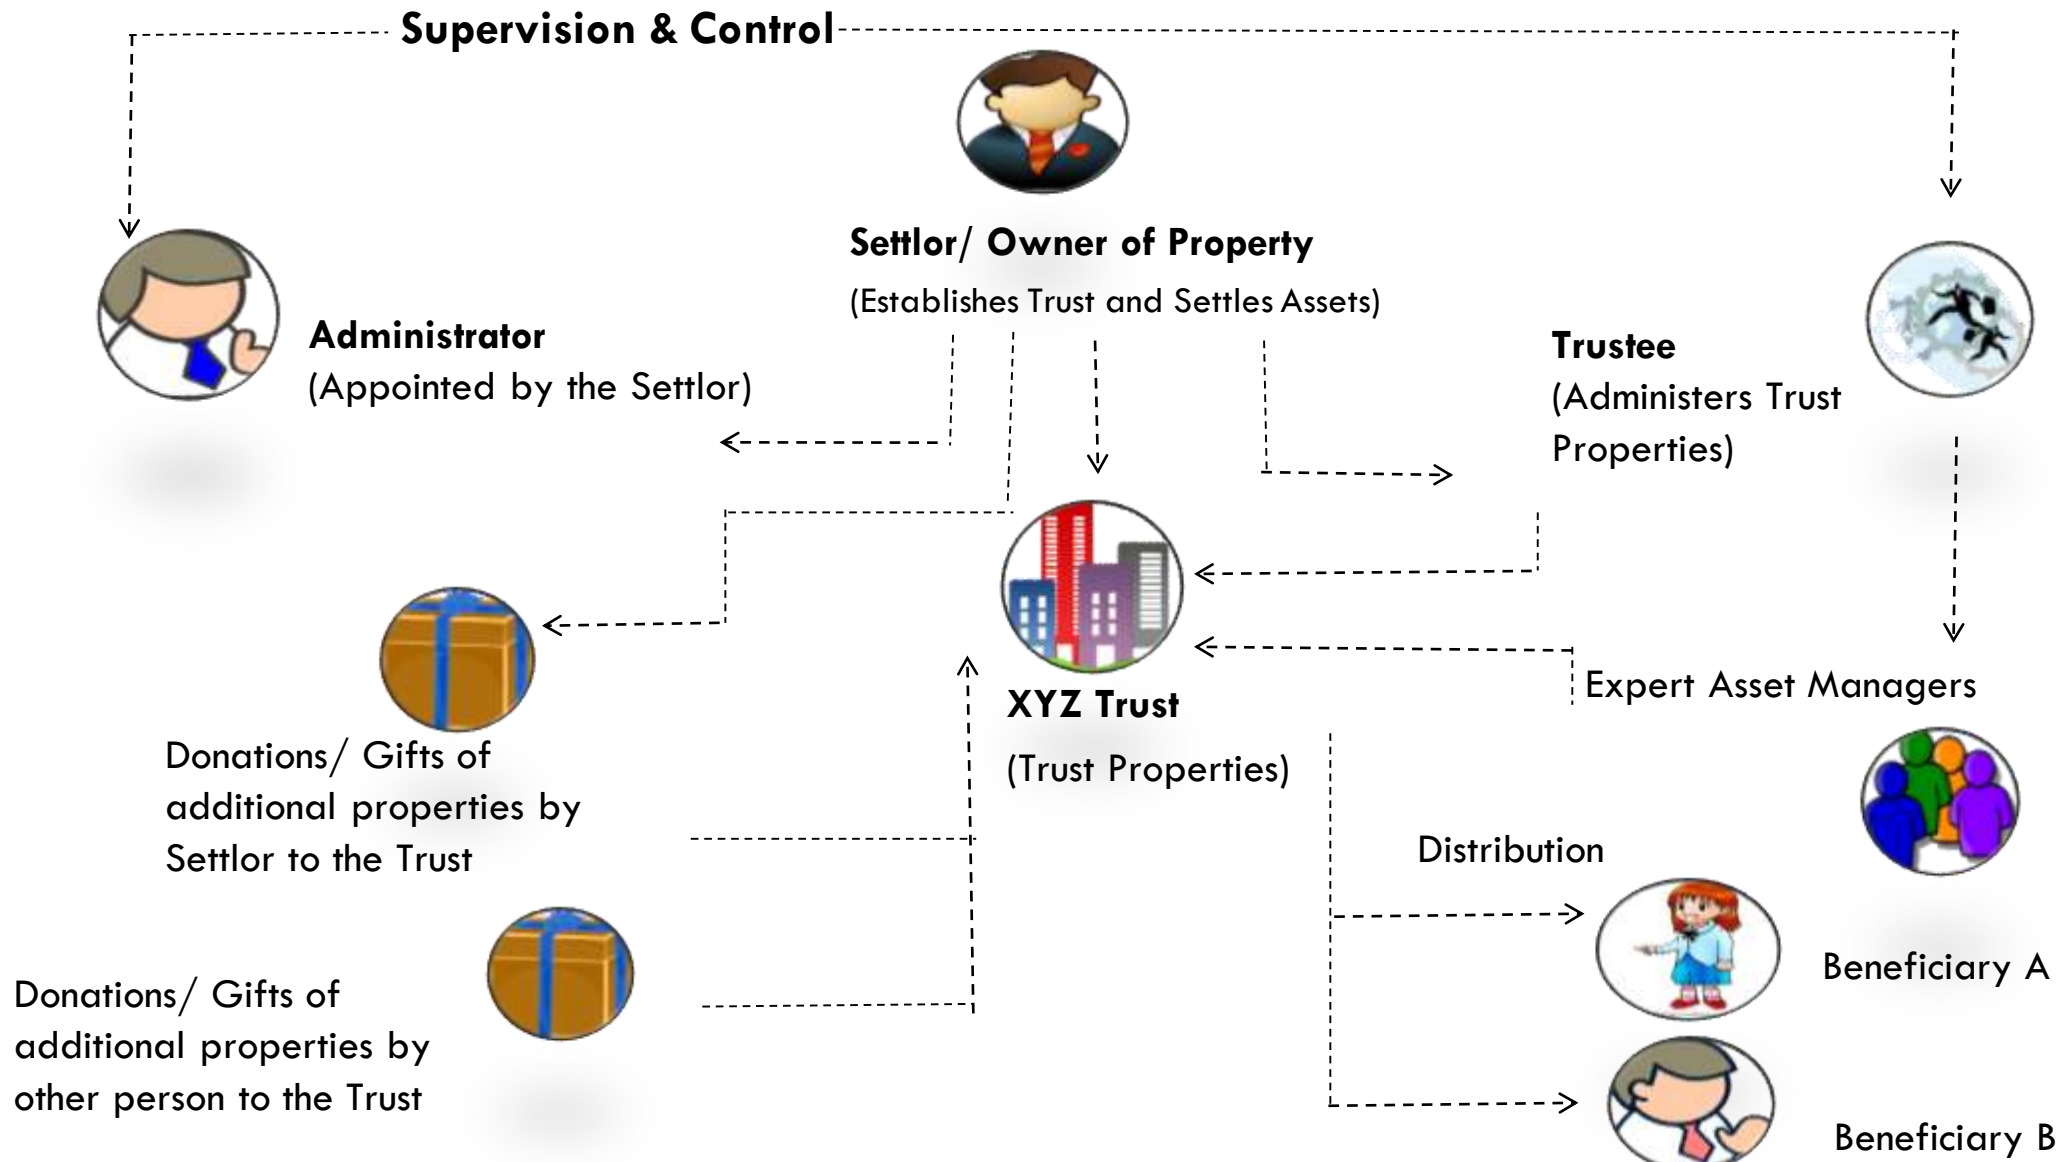 Supervision & Control
Settlor/ Owner of Property
(Establishes Trust and Settles Assets)
Administrator
(Appointed by the Settlor)
Trustee
(Administers Trust
Properties)
XYZ Trust
(Trust Properties)
Expert Asset Managers
Donations/ Gifts of
additional properties by
Settlor to the Trust
Distribution
Beneficiary A
Donations/ Gifts of
additional properties by
other person to the Trust
Beneficiary B